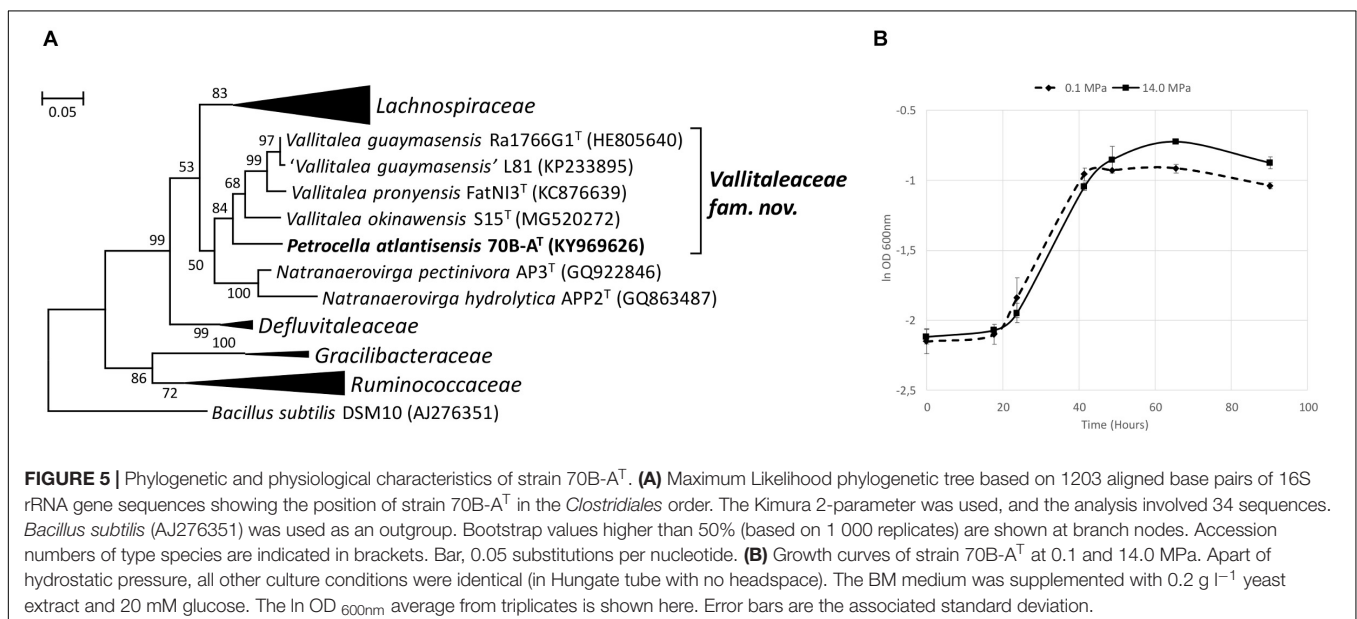 A
0.05
83
Lachnospiraceae
97
Vallitalea guaymasensis Ra1766G1ᵀ (HE805640)
99
'Vallitalea guaymasensis' L81 (KP233895)
53
68
Vallitalea pronyensis FatNI3ᵀ (KC876639)
Vallitaleaceae
fam. nov.
84
Vallitalea okinawensis S15ᵀ (MG520272)
99
Petrocella atlantisensis 70B-Aᵀ (KY969626)
50
Natranaerovirga pectinivora AP3ᵀ (GQ922846)
100
Natranaerovirga hydrolytica APP2ᵀ (GQ863487)
99
Defluvitaleaceae
100
Gracilibacteraceae
86
72
Ruminococcaceae
Bacillus subtilis DSM10 (AJ276351)
B
0.1 MPa 14.0 MPa
-0.5
-1
-1,5
-2
-2,5
ln OD 600nm
0 20 40 60 80 100
Time (Hours)
FIGURE 5 | Phylogenetic and physiological characteristics of strain 70B-Aᵀ. (A) Maximum Likelihood phylogenetic tree based on 1203 aligned base pairs of 16S
rRNA gene sequences showing the position of strain 70B-Aᵀ in the Clostridiales order. The Kimura 2-parameter was used, and the analysis involved 34 sequences.
Bacillus subtilis (AJ276351) was used as an outgroup. Bootstrap values higher than 50% (based on 1 000 replicates) are shown at branch nodes. Accession
numbers of type species are indicated in brackets. Bar, 0.05 substitutions per nucleotide. (B) Growth curves of strain 70B-Aᵀ at 0.1 and 14.0 MPa. Apart of
hydrostatic pressure, all other culture conditions were identical (in Hungate tube with no headspace). The BM medium was supplemented with 0.2 g l⁻¹ yeast
extract and 20 mM glucose. The ln OD 600nm average from triplicates is shown here. Error bars are the associated standard deviation.